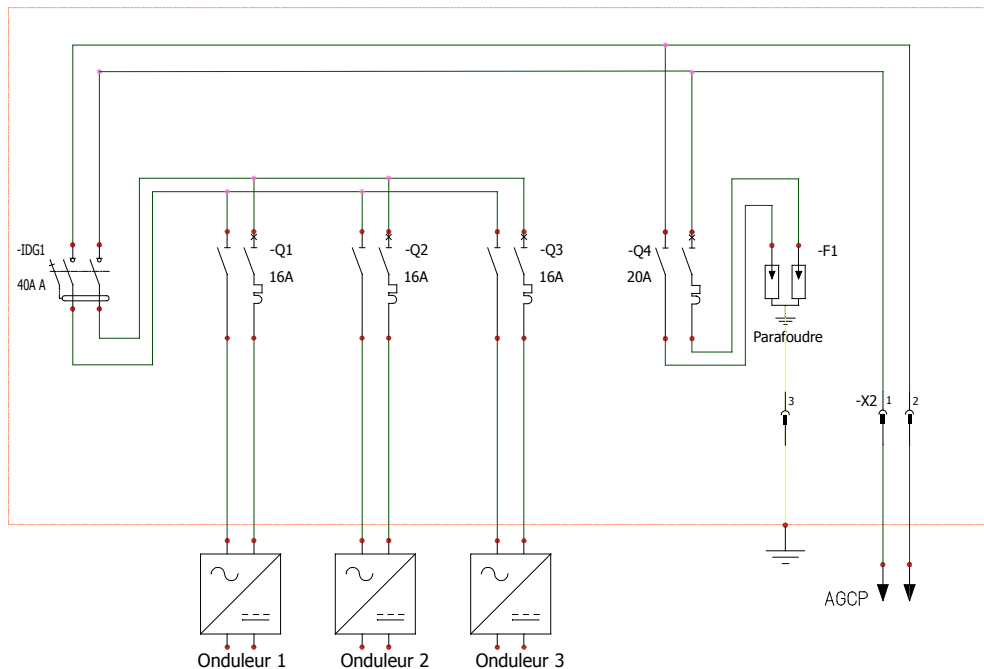 -IDG1
40A A
-Q1
16A
-Q2
16A
-Q3
16A
-Q4
20A
-F1
Parafoudre
3
-X2 1 2
AGCP
Onduleur 1
Onduleur 2
Onduleur 3